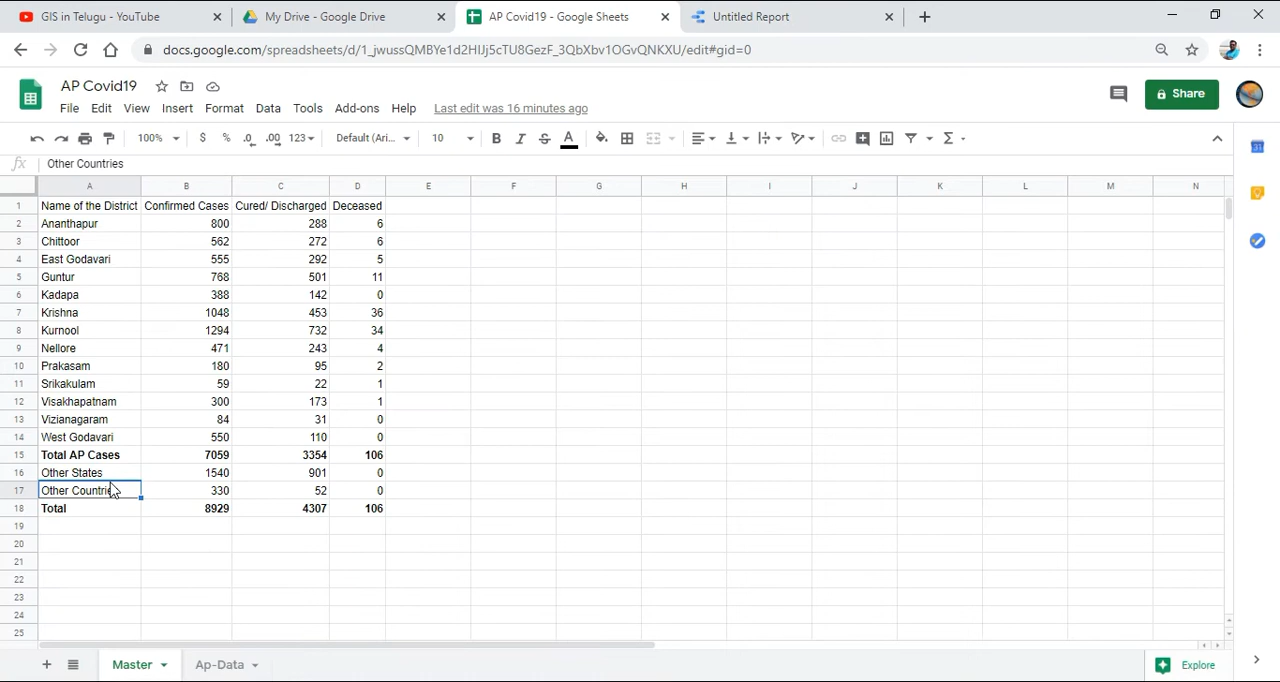 GIS in Telugu - YouTube
My Drive - Google Drive
AP Covid19 - Google Sheets
Untitled Report
docs.google.com/spreadsheets/d/1_jwussQMBYe1d2HIJj5cTU8GezF_3QbXbv1OGvQNKXU/edit#gid=0
AP Covid19
File Edit View Insert Format Data Tools Add-ons Help Last edit was 16 minutes ago
Share
100% $ % .0 .00 123 Default (Ari... 10 B I S A
fx Other Countries
A B C D E F G H I J K L M N
1 Name of the District Confirmed Cases Cured/ Discharged Deceased
2 Ananthapur 800 288 6
3 Chittoor 562 272 6
4 East Godavari 555 292 5
5 Guntur 768 501 11
6 Kadapa 388 142 0
7 Krishna 1048 453 36
8 Kurnool 1294 732 34
9 Nellore 471 243 4
10 Prakasam 180 95 2
11 Srikakulam 59 22 1
12 Visakhapatnam 300 173 1
13 Vizianagaram 84 31 0
14 West Godavari 550 110 0
15 Total AP Cases 7059 3354 106
16 Other States 1540 901 0
17 Other Countrie 330 52 0
18 Total 8929 4307 106
19
20
21
22
23
24
25
Master
Ap-Data
Explore